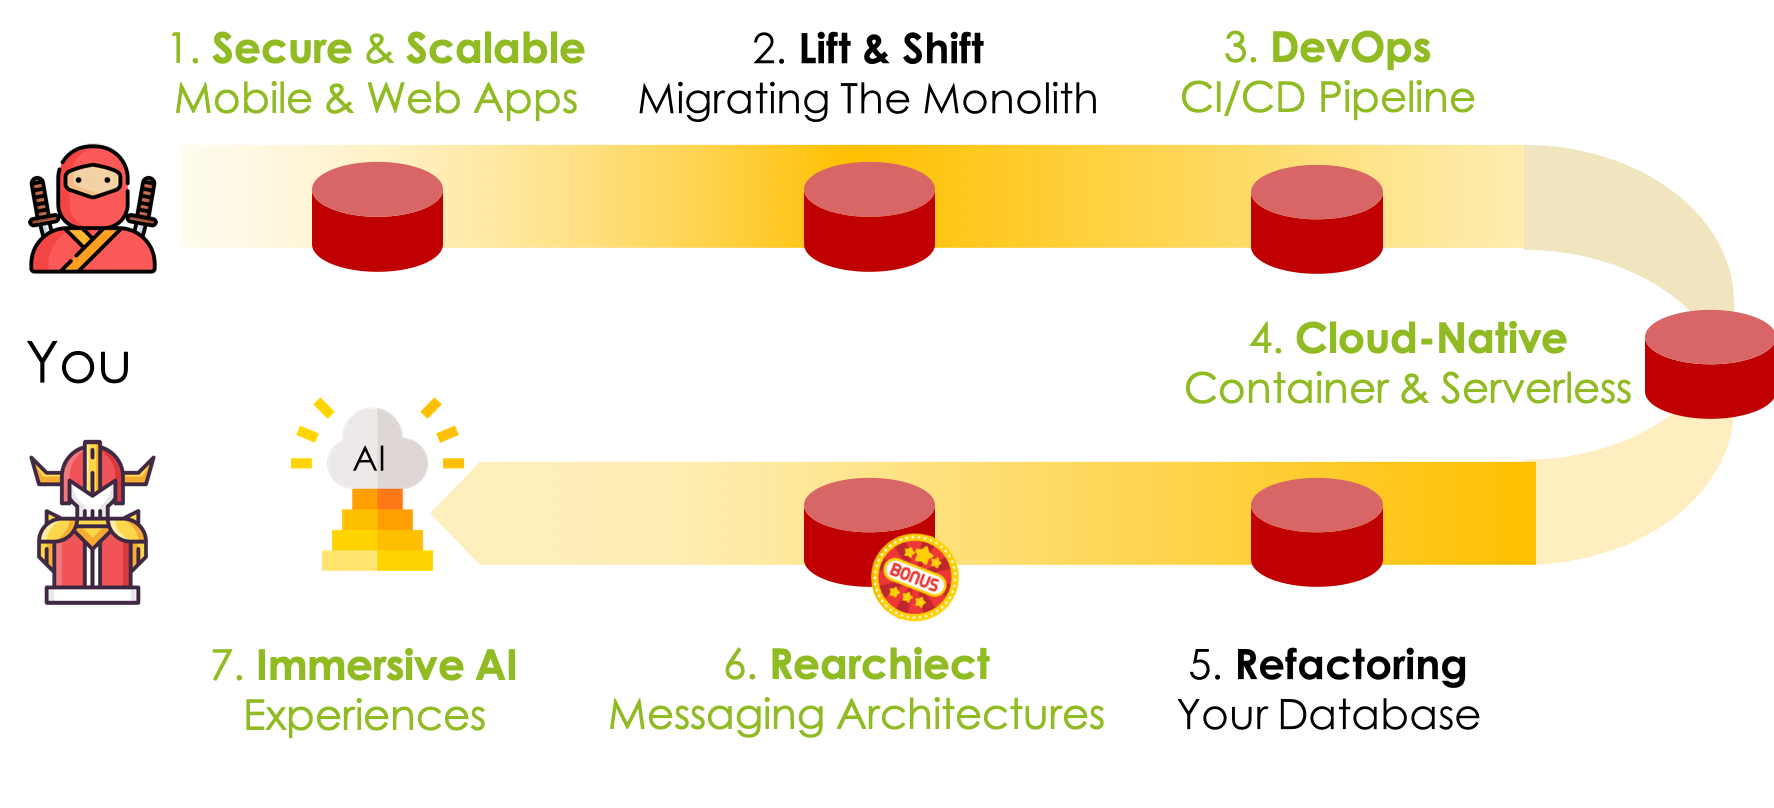 1. Secure & Scalable
Mobile & Web Apps
2. Lift & Shift
Migrating The Monolith
3. DevOps
CI/CD Pipeline
You
4. Cloud-Native
Container & Serverless
AI
BONUS
7. Immersive AI
Experiences
6. Rearchiect
Messaging Architectures
5. Refactoring
Your Database